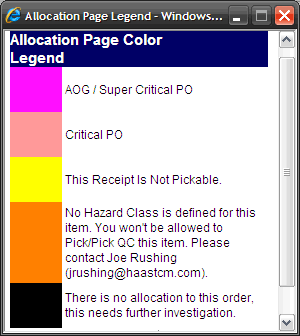 Allocation Page Legend - Windows...
Allocation Page Color
Legend
AOG / Super Critical PO
Critical PO
This Receipt Is Not Pickable.
No Hazard Class is defined for this
item. You won't be allowed to
Pick/Pick QC this item. Please
contact Joe Rushing
(jrushing@haastcm.com).
There is no allocation to this order,
this needs further investigation.